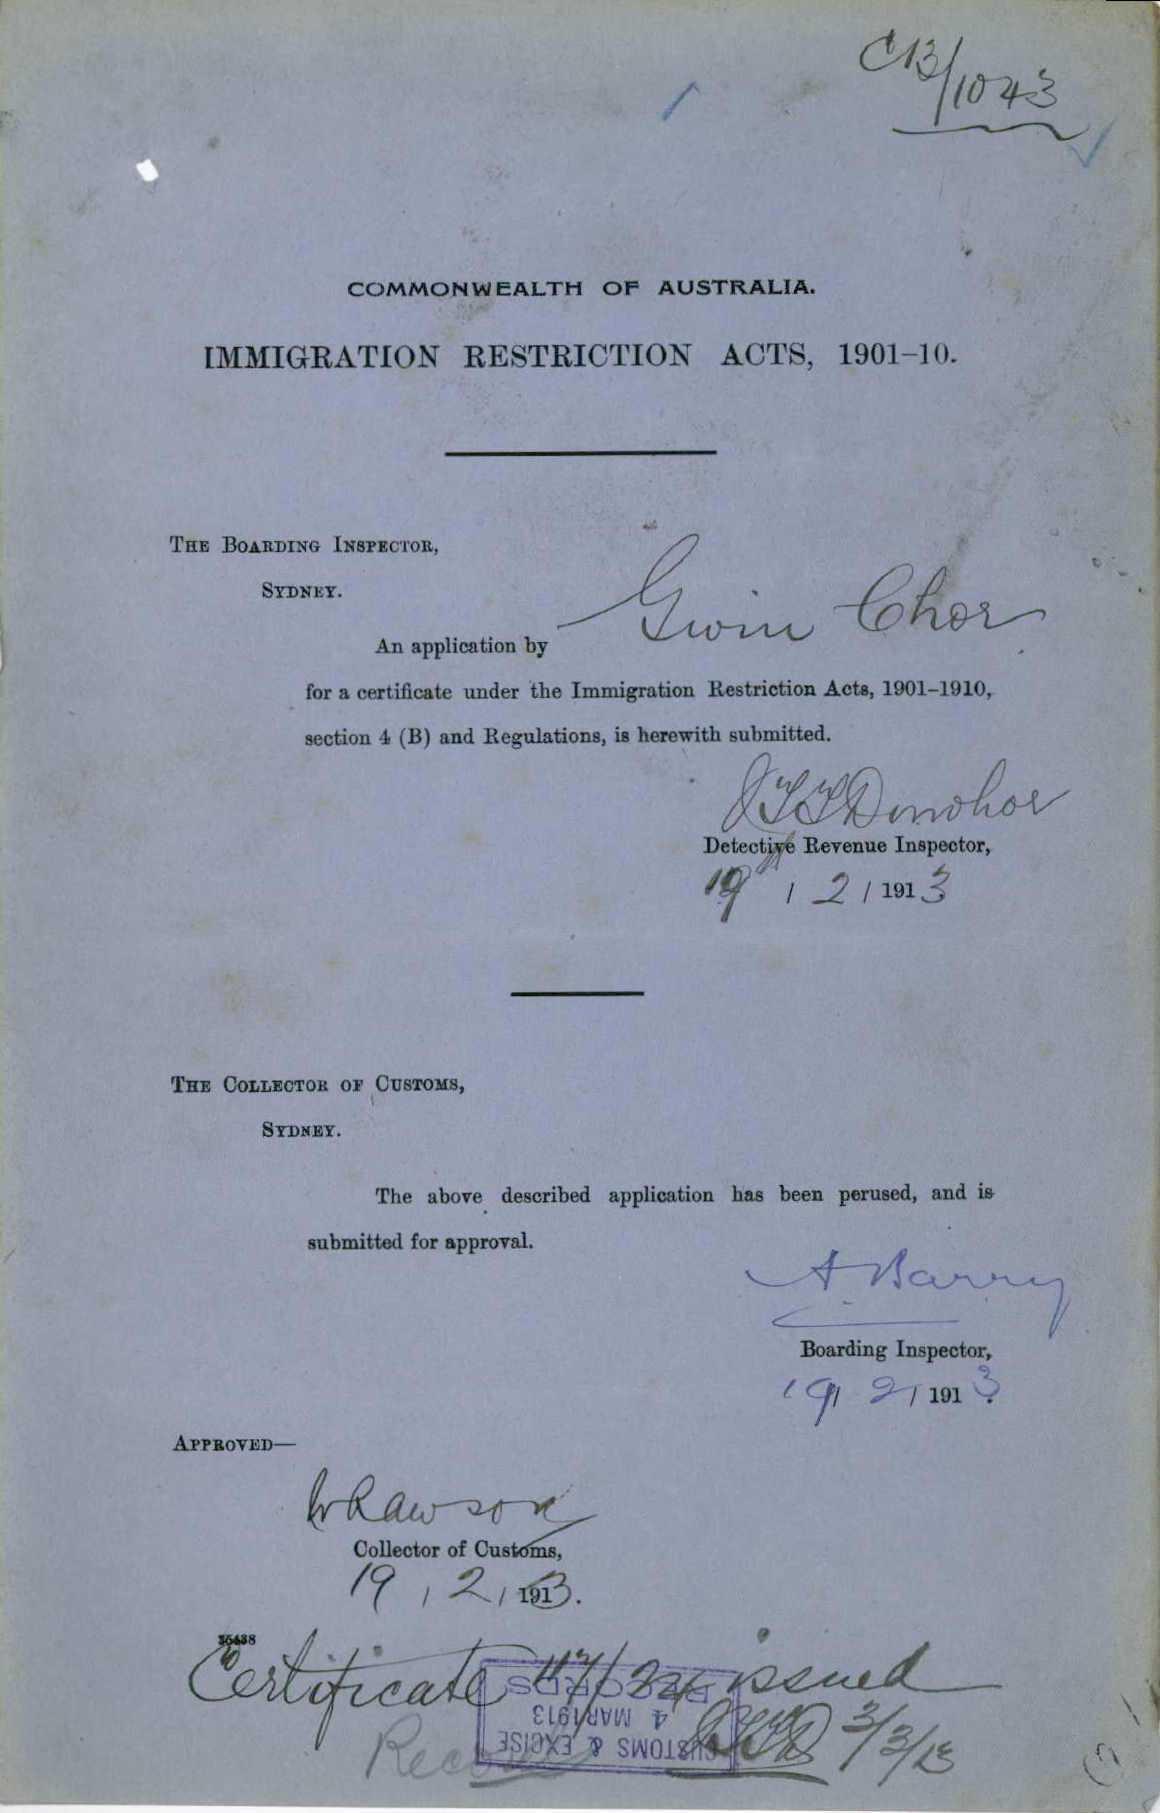 C13/1043
COMMONWEALTH OF AUSTRALIA.
IMMIGRATION RESTRICTION ACTS, 1901–10.
THE BOARDING INSPECTOR,
SYDNEY.
An application by Gwin Chor
for a certificate under the Immigration Restriction Acts, 1901–1910,
section 4 (B) and Regulations, is herewith submitted.
Donohoe
Detective Revenue Inspector,
19 / 2 / 1913
THE COLLECTOR OF CUSTOMS,
SYDNEY.
The above described application has been perused, and is
submitted for approval.
A Barry
Boarding Inspector,
19/ 2/ 1913.
APPROVED—
Collector of Customs,
19 / 2 / 1913.
Certificate issued
3/3/13
RECORDS
4 MAR 1913
CUSTOMS & EXCISE